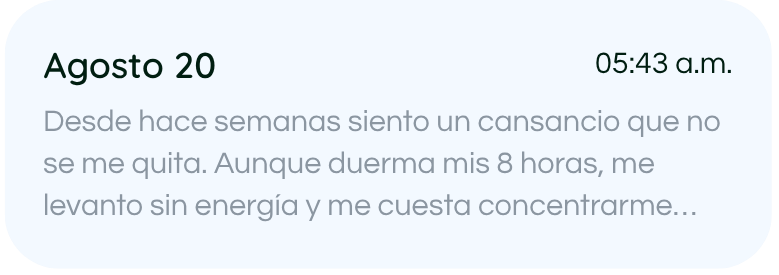 Agosto 20 05:43 a.m.
Desde hace semanas siento un cansancio que no
se me quita. Aunque duerma mis 8 horas, me
levanto sin energía y me cuesta concentrarme...